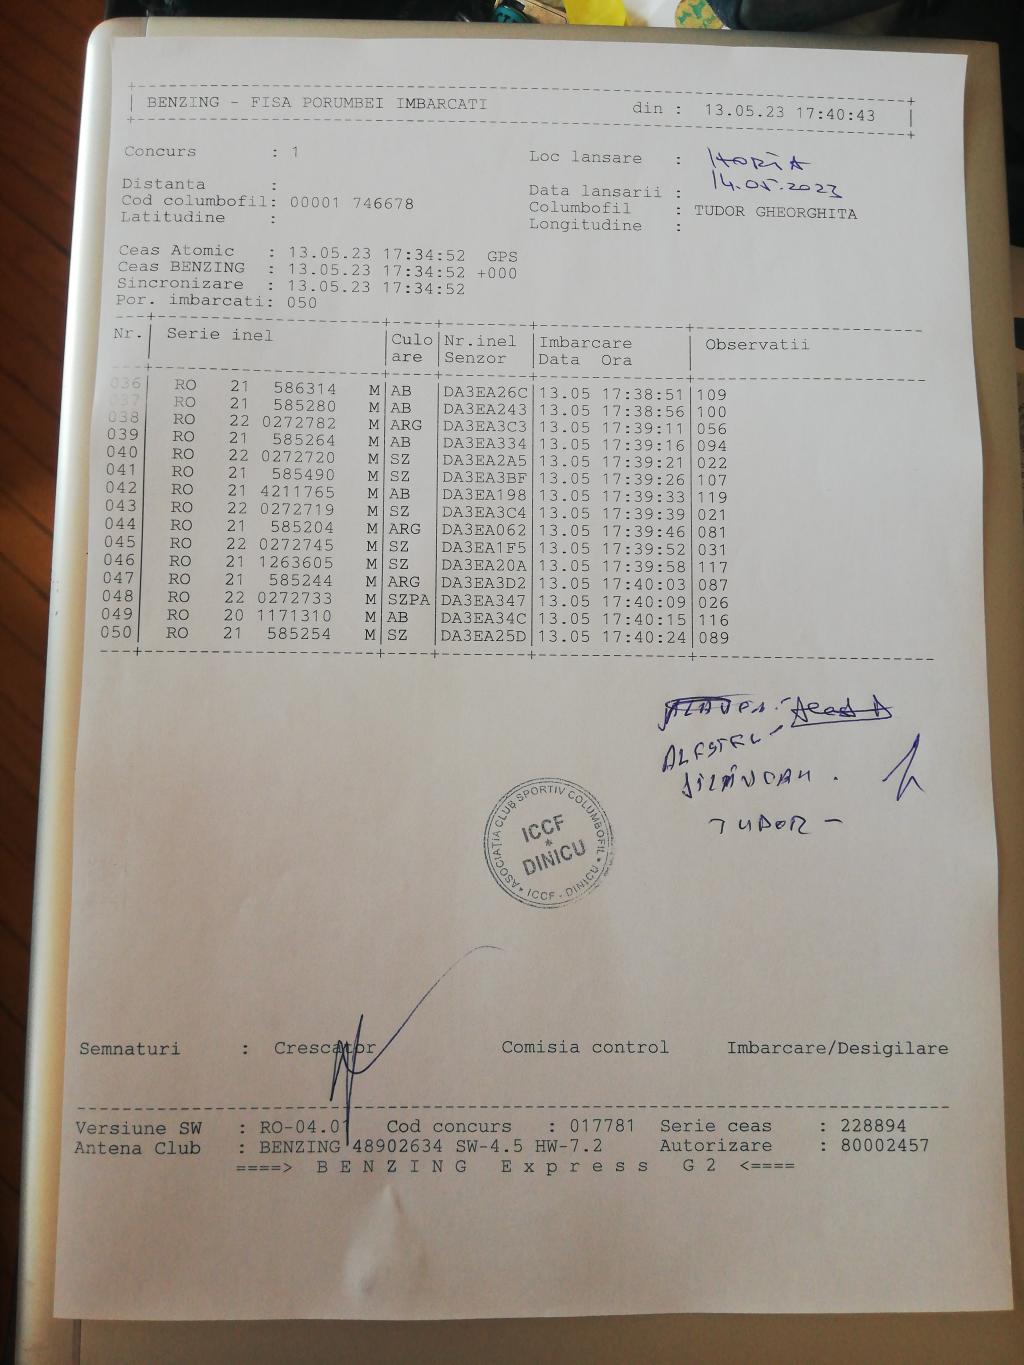 BENZING - FISA PORUMBEI IMBARCATI din : 13.05.23 17:40:43
Concurs : 1
Loc lansare : HORIA
Distanta :
Data lansarii : 14.05.2023
Cod columbofil: 00001 746678
Columbofil : TUDOR GHEORGHITA
Latitudine :
Longitudine :
Ceas Atomic : 13.05.23 17:34:52 GPS
Ceas BENZING : 13.05.23 17:34:52 +000
Sincronizare : 13.05.23 17:34:52
Por. imbarcati: 050
Nr. Serie inel Culo Nr.inel Imbarcare Observatii
are Senzor Data Ora
036 RO 21 586314 M AB DA3EA26C 13.05 17:38:51 109
037 RO 21 585280 M AB DA3EA243 13.05 17:38:56 100
038 RO 22 0272782 M ARG DA3EA3C3 13.05 17:39:11 056
039 RO 21 585264 M AB DA3EA334 13.05 17:39:16 094
040 RO 22 0272720 M SZ DA3EA2A5 13.05 17:39:21 022
041 RO 21 585490 M SZ DA3EA3BF 13.05 17:39:26 107
042 RO 21 4211765 M AB DA3EA198 13.05 17:39:33 119
043 RO 22 0272719 M SZ DA3EA3C4 13.05 17:39:39 021
044 RO 21 585204 M ARG DA3EA062 13.05 17:39:46 081
045 RO 22 0272745 M SZ DA3EA1F5 13.05 17:39:52 031
046 RO 21 1263605 M SZ DA3EA20A 13.05 17:39:58 117
047 RO 21 585244 M ARG DA3EA3D2 13.05 17:40:03 087
048 RO 22 0272733 M SZPA DA3EA347 13.05 17:40:09 026
049 RO 20 1171310 M AB DA3EA34C 13.05 17:40:15 116
050 RO 21 585254 M SZ DA3EA25D 13.05 17:40:24 089
TUDOR -
ASOCIATIA CLUB SPORTIV COLUMBOFIL
ICCF
*
DINICU
* ICCF - DINICU *
Semnaturi : Crescator Comisia control Imbarcare/Desigilare
Versiune SW : RO-04.01 Cod concurs : 017781 Serie ceas : 228894
Antena Club : BENZING 48902634 SW-4.5 HW-7.2 Autorizare : 80002457
====> B E N Z I N G E x p r e s s G 2 <====